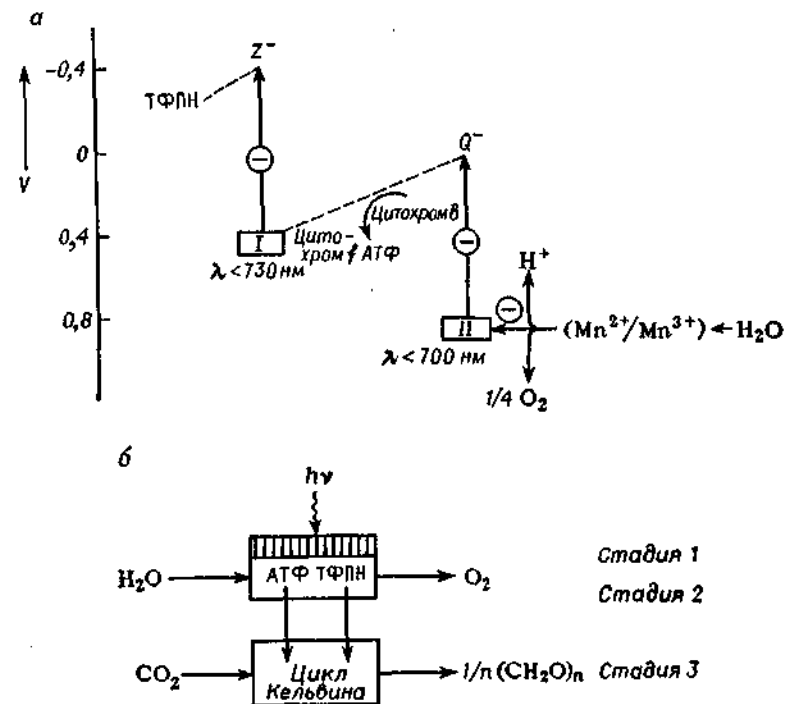 а
Z⁻
-0,4
ТФПН
Q⁻
0
V
Цитохром в
0,4
I
Цито-
хром f АТФ
λ<730 нм
H⁺
0,8
II
(Mn²⁺/Mn³⁺) ← H₂O
λ<700 нм
1/4 O₂
б
hν
H₂O
АТФ ТФПН
O₂
Стадия 1
Стадия 2
CO₂
Цикл
Кельвина
1/n(CH₂O)n Стадия 3